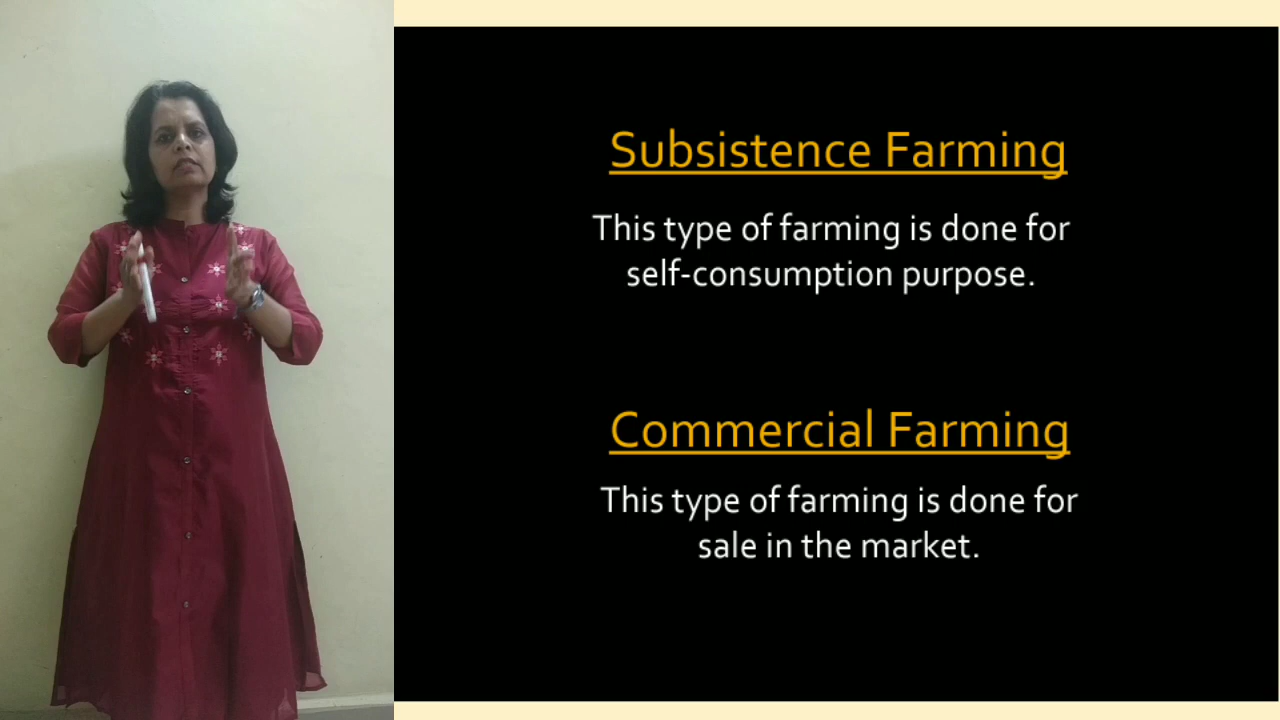 Subsistence Farming
This type of farming is done for
self-consumption purpose.
Commercial Farming
This type of farming is done for
sale in the market.